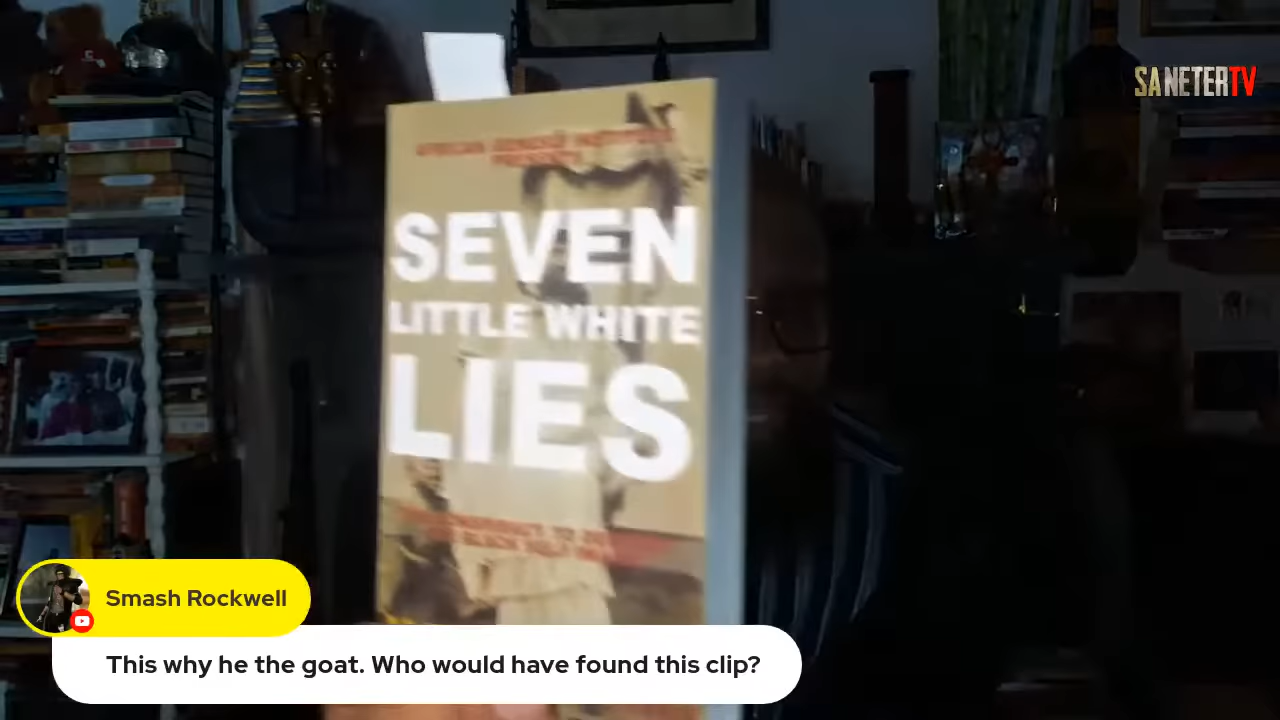 SANETERTV
SEVEN
LITTLE WHITE
LIES
Smash Rockwell
This why he the goat. Who would have found this clip?